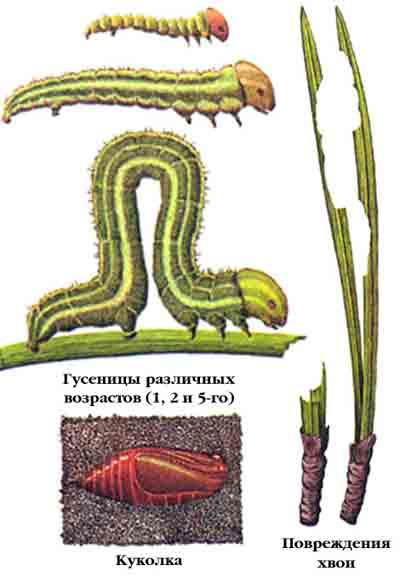 Гусеницы различных
возрастов (1, 2 и 5-го)
Куколка
Повреждения
хвои